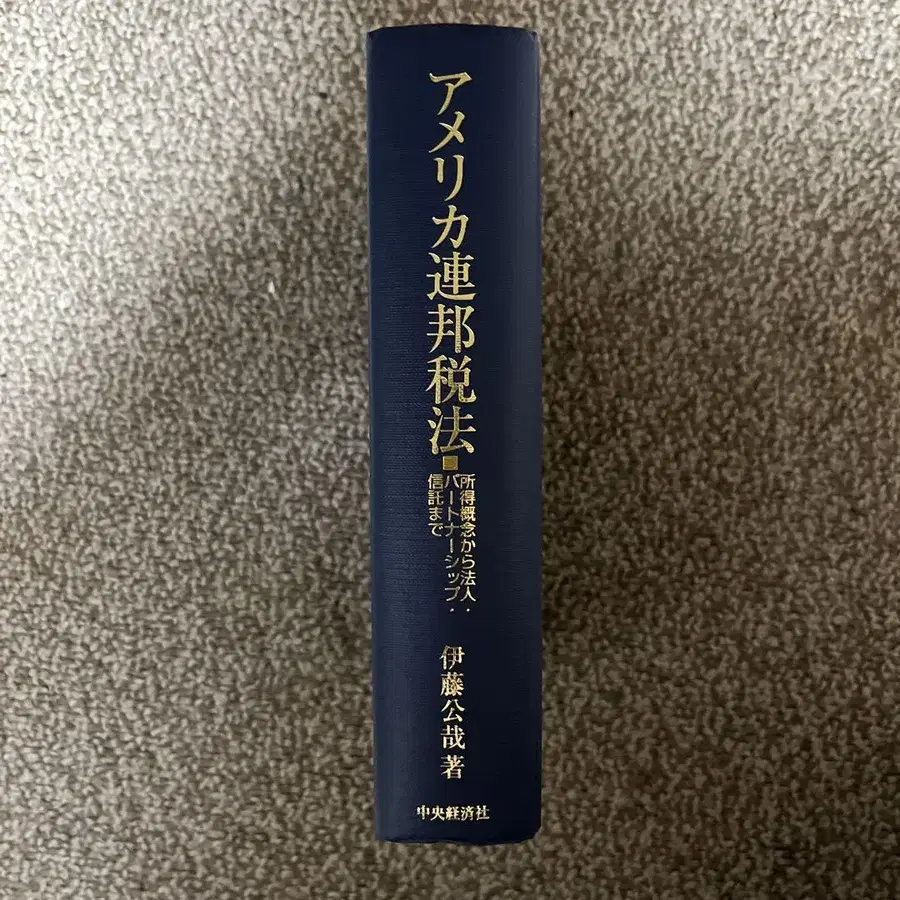 アメリカ連邦税法
所得概念から法人・
パートナーシップ・
信託まで
伊藤公哉著
中央経済社